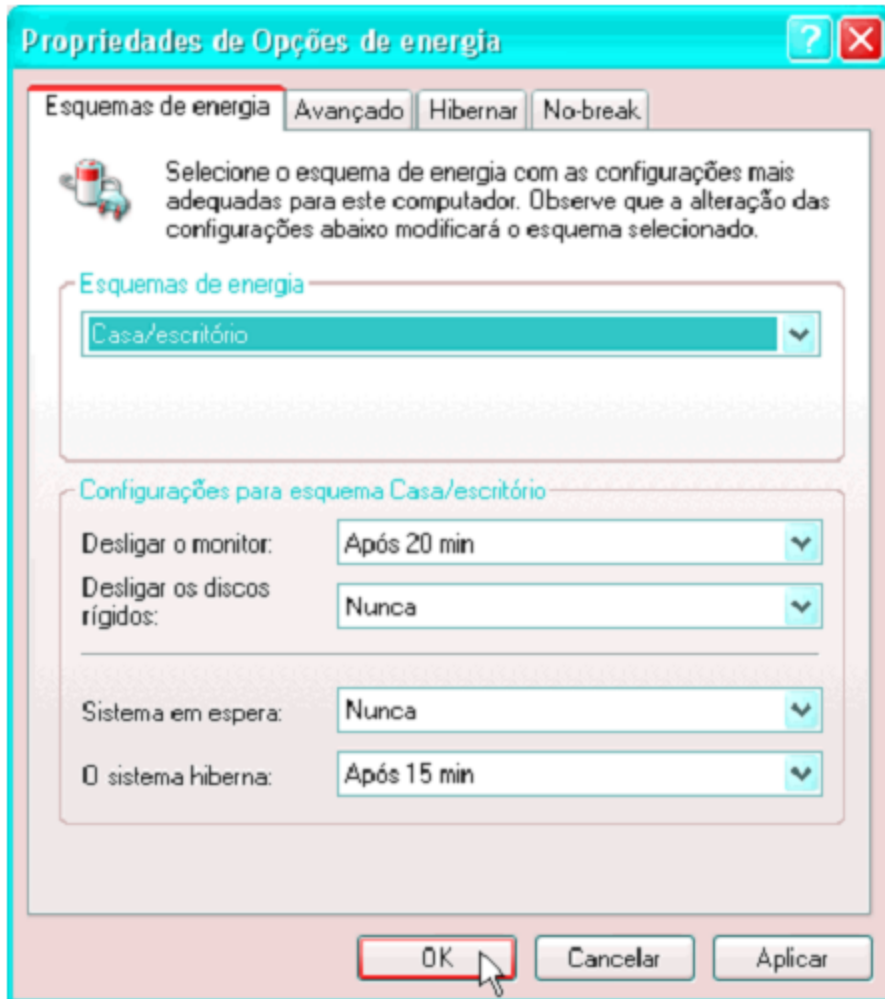 Propriedades de Opções de energia
Esquemas de energia
Avançado
Hibernar
No-break
Selecione o esquema de energia com as configurações mais
adequadas para este computador. Observe que a alteração das
configurações abaixo modificará o esquema selecionado.
Esquemas de energia
Casa/escritório
Configurações para esquema Casa/escritório
Desligar o monitor:
Após 20 min
Desligar os discos
rígidos:
Nunca
Sistema em espera:
Nunca
O sistema hiberna:
Após 15 min
OK
Cancelar
Aplicar